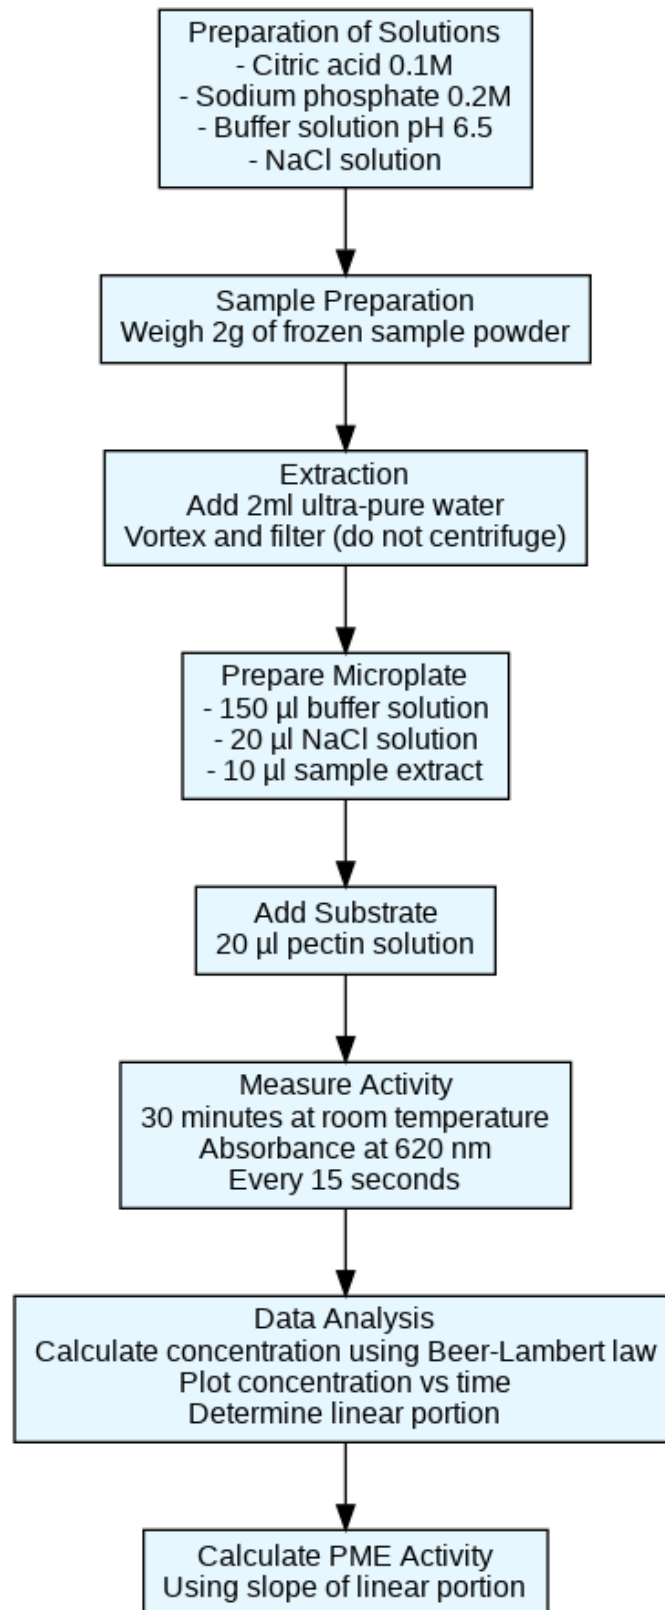 Preparation of Solutions
- Citric acid 0.1M
- Sodium phosphate 0.2M
- Buffer solution pH 6.5
- NaCl solution
Sample Preparation
Weigh 2g of frozen sample powder
Extraction
Add 2ml ultra-pure water
Vortex and filter (do not centrifuge)
Prepare Microplate
- 150 µl buffer solution
- 20 µl NaCl solution
- 10 µl sample extract
Add Substrate
20 µl pectin solution
Measure Activity
30 minutes at room temperature
Absorbance at 620 nm
Every 15 seconds
Data Analysis
Calculate concentration using Beer-Lambert law
Plot concentration vs time
Determine linear portion
Calculate PME Activity
Using slope of linear portion